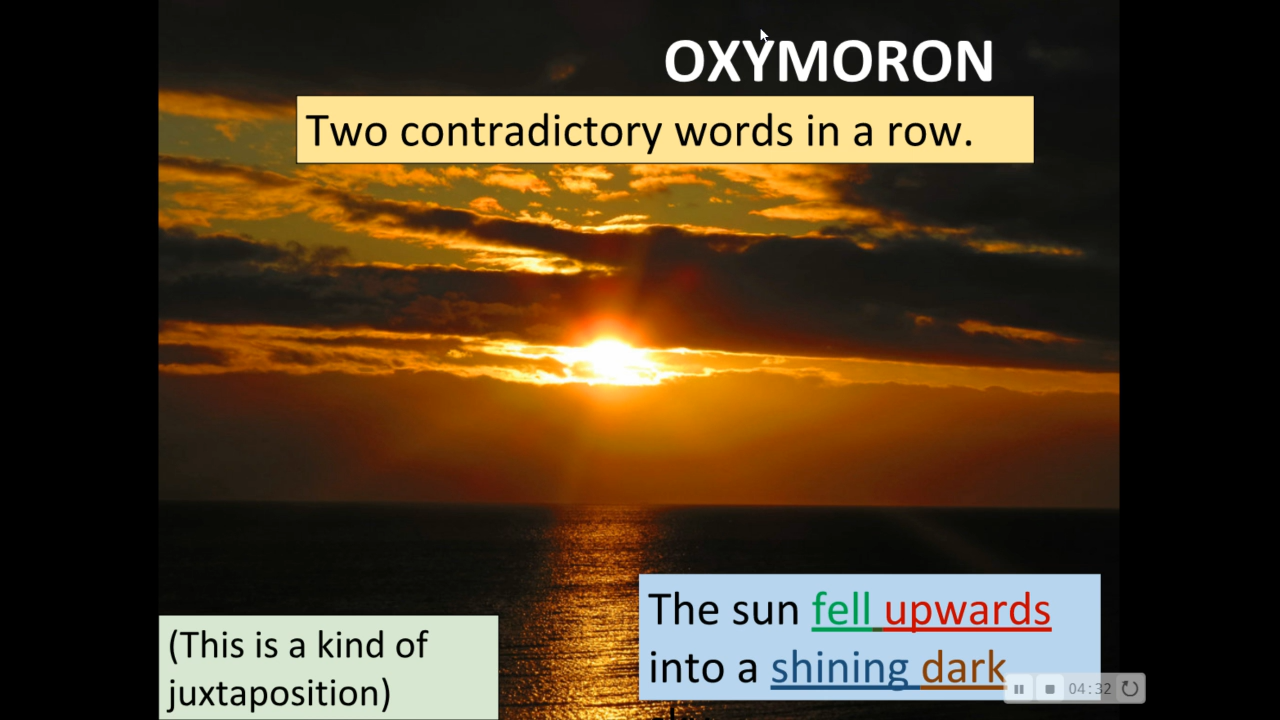 OXYMORON
Two contradictory words in a row.
The sun fell upwards
into a shining dark
(This is a kind of
juxtaposition)
04:32